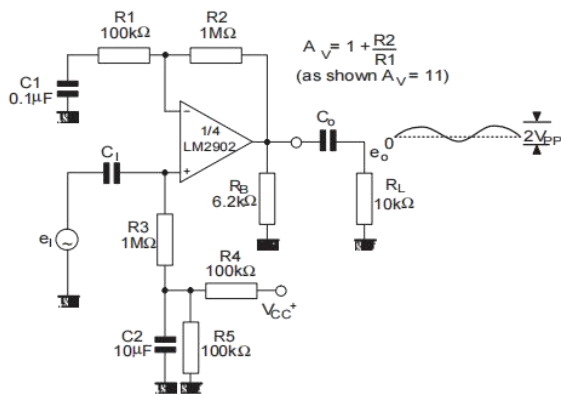 R1
100kΩ
R2
1MΩ
A V = 1 + R2/R1
(as shown A V = 11)
C1
0.1µF
1/4
LM2902
C I
C o
e o
0
2V PP
R B
6.2kΩ
R L
10kΩ
R3
1MΩ
e I
~
R4
100kΩ
V CC +
C2
10µF
R5
100kΩ